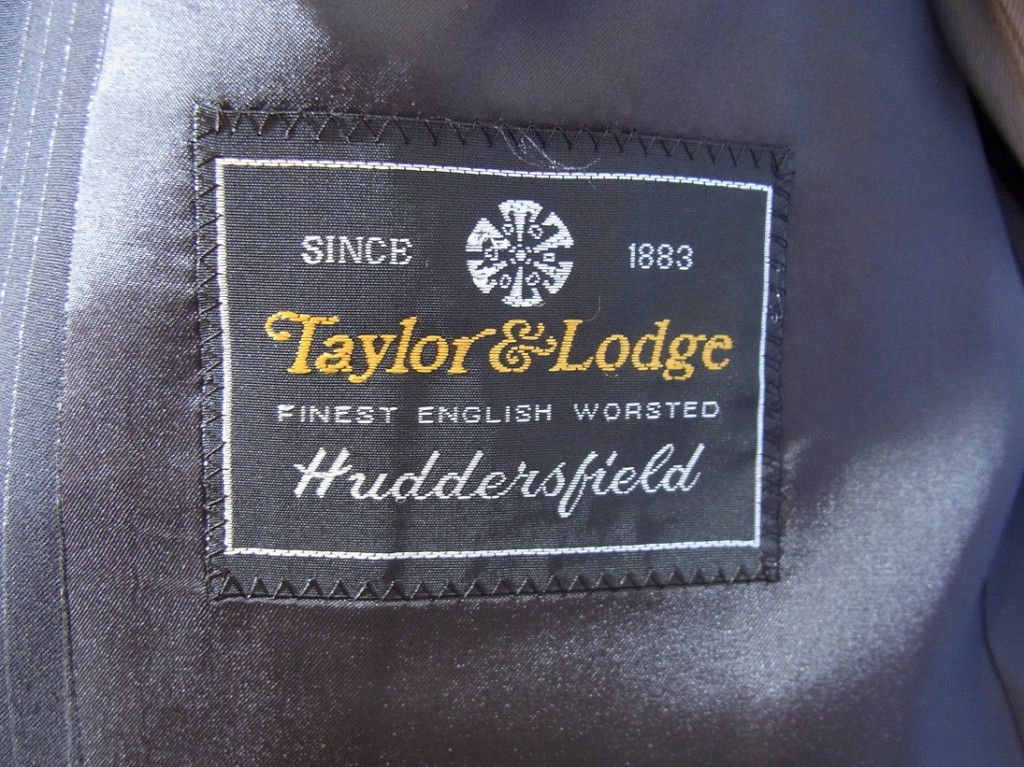 SINCE 1883
Taylor & Lodge
FINEST ENGLISH WORSTED
Huddersfield